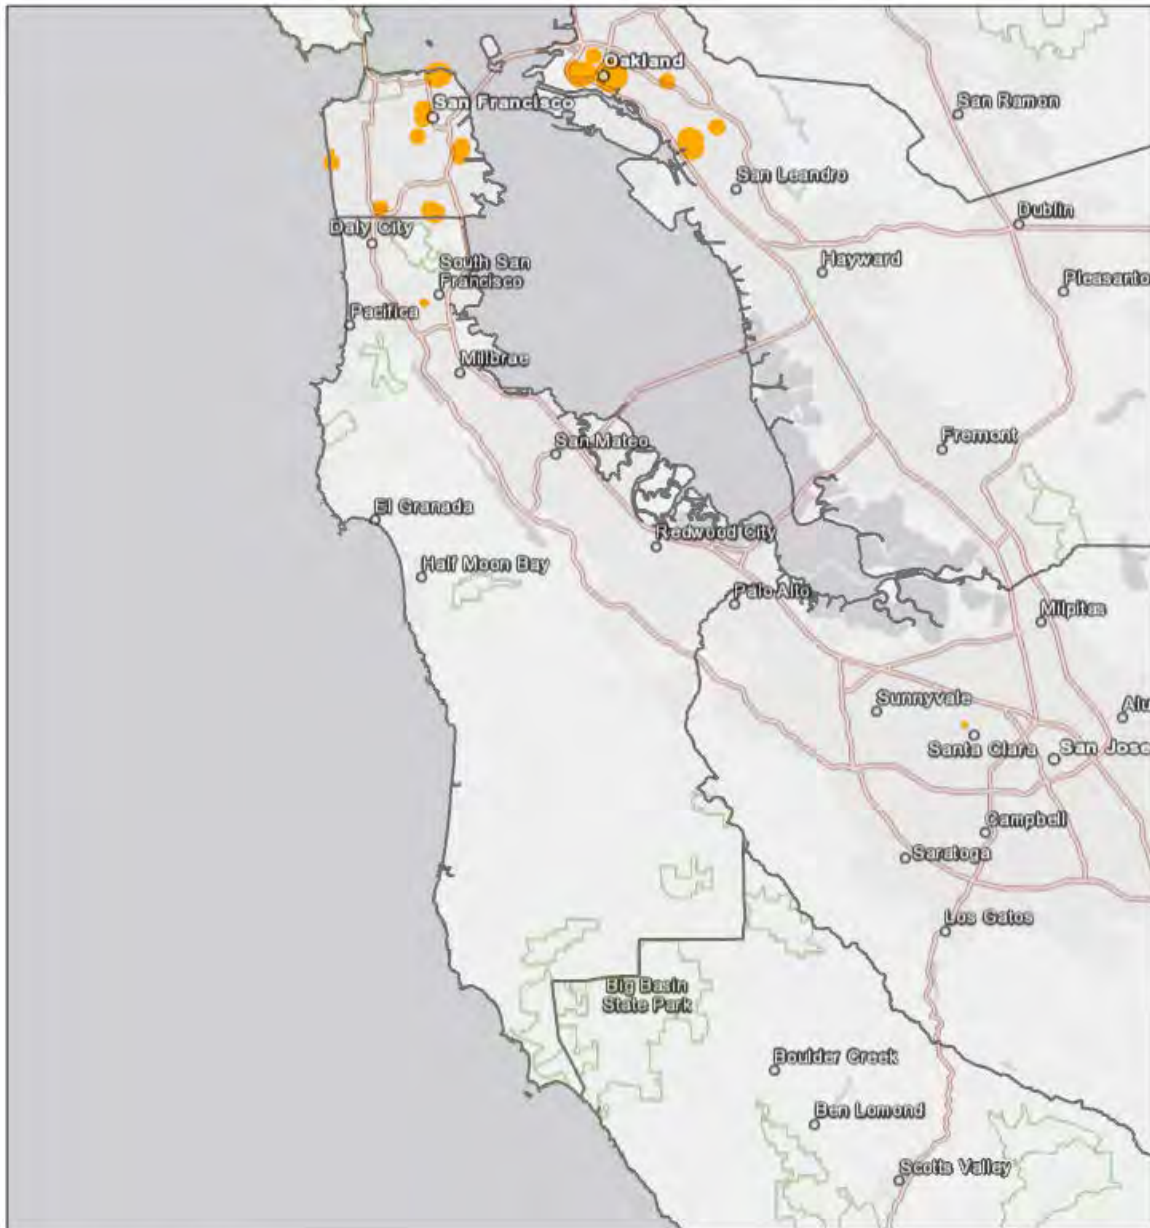 Oakland
San Francisco
San Ramon
San Leandro
Dublin
Daly City
South San
Francisco
Hayward
Pleasanto
Pacifica
Millbrae
San Mateo
Fremont
El Granada
Redwood City
Half Moon Bay
Palo Alto
Milpitas
Sunnyvale
Alu
Santa Clara
San Jose
Campbell
Saratoga
Los Gatos
Big Basin
State Park
Boulder Creek
Ben Lomond
Scotts Valley